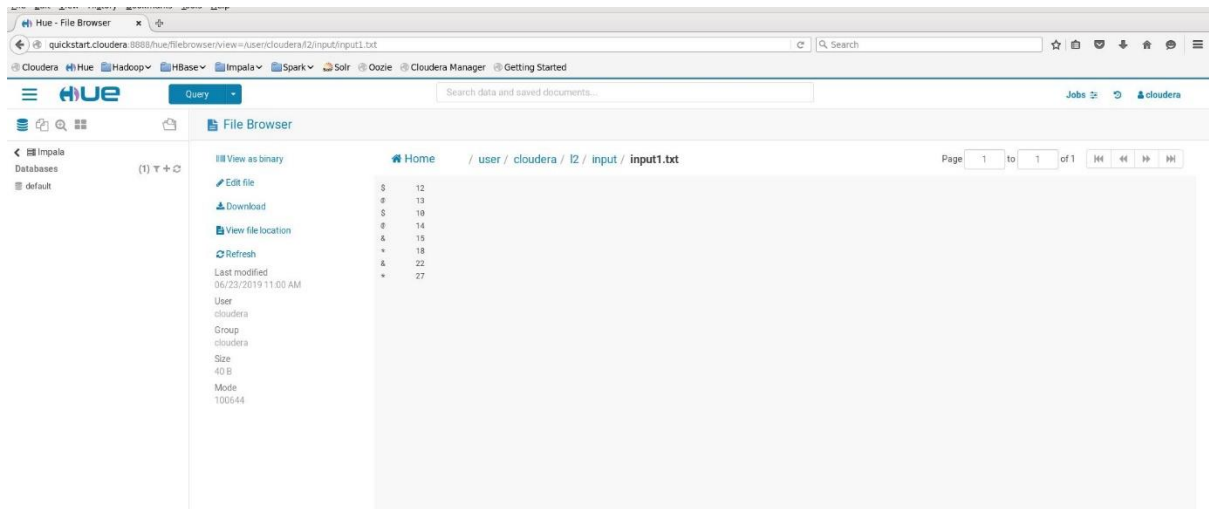 Hue - File Browser
quickstart.cloudera:8888/hue/filebrowser/view=/user/cloudera/l2/input/input1.txt
Search
Cloudera Hue Hadoop HBase Impala Spark Solr Oozie Cloudera Manager Getting Started
HUE Query Search data and saved documents... Jobs cloudera
File Browser
Impala
Databases (1)
default
View as binary
Edit file
Download
View file location
Refresh
Last modified
06/23/2019 11:00 AM
User
cloudera
Group
cloudera
Size
40 B
Mode
100644
Home / user / cloudera / l2 / input / input1.txt
Page 1 to 1 of 1
$ 12
@ 13
$ 10
@ 14
& 15
* 18
& 22
* 27